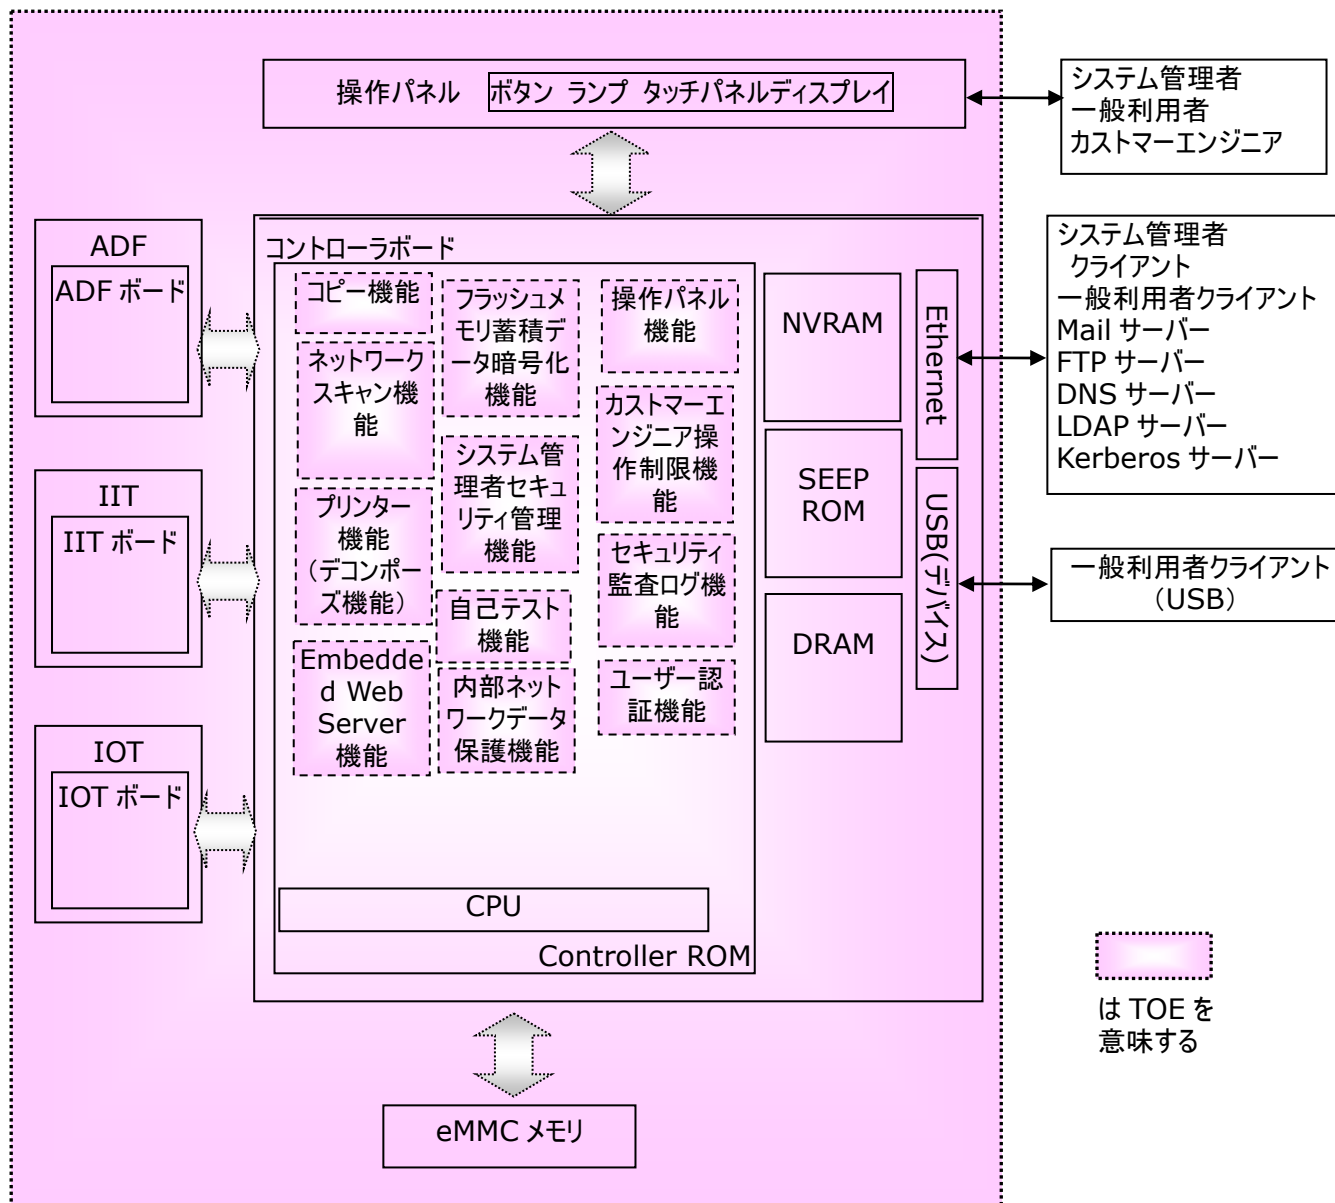 操作パネル ボタン ランプ タッチパネルディスプレイ
システム管理者
一般利用者
カストマーエンジニア
ADF
ADF ボード
IIT
IIT ボード
IOT
IOT ボード
コントローラボード
コピー機能
ネットワーク
スキャン機
能
プリンター
機能
（デコンポー
ズ機能）
Embedde
d Web
Server
機能
フラッシュメ
モリ蓄積デ
ータ暗号化
機能
システム管
理者セキュ
リティ管理
機能
自己テスト
機能
内部ネット
ワークデータ
保護機能
操作パネル
機能
カストマーエ
ンジニア操
作制限機
能
セキュリティ
監査ログ機
能
ユーザー認
証機能
CPU
Controller ROM
NVRAM
SEEP
ROM
DRAM
Ethernet
USB(デバイス)
システム管理者
クライアント
一般利用者クライアント
Mail サーバー
FTP サーバー
DNS サーバー
LDAP サーバー
Kerberos サーバー
一般利用者クライアント
（USB）
eMMC メモリ
は TOE を
意味する